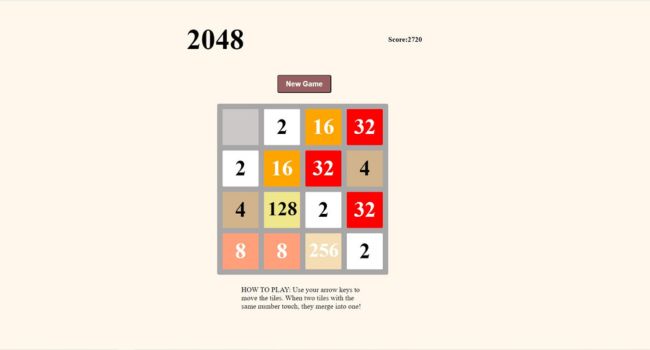 2048
Score:2720
New Game
2 16 32
2 16 32 4
4 128 2 32
8 8 256 2
HOW TO PLAY: Use your arrow keys to
move the tiles. When two tiles with the
same number touch, they merge into one!